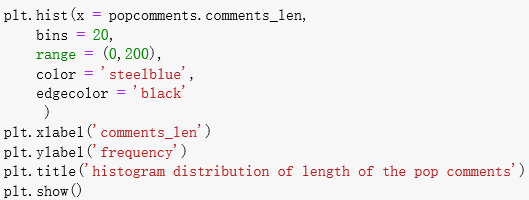 plt.hist(x = popcomments.comments_len,
    bins = 20,
    range = (0,200),
    color = 'steelblue',
    edgecolor = 'black'
     )
plt.xlabel('comments_len')
plt.ylabel('frequency')
plt.title('histogram distribution of length of the pop comments')
plt.show()